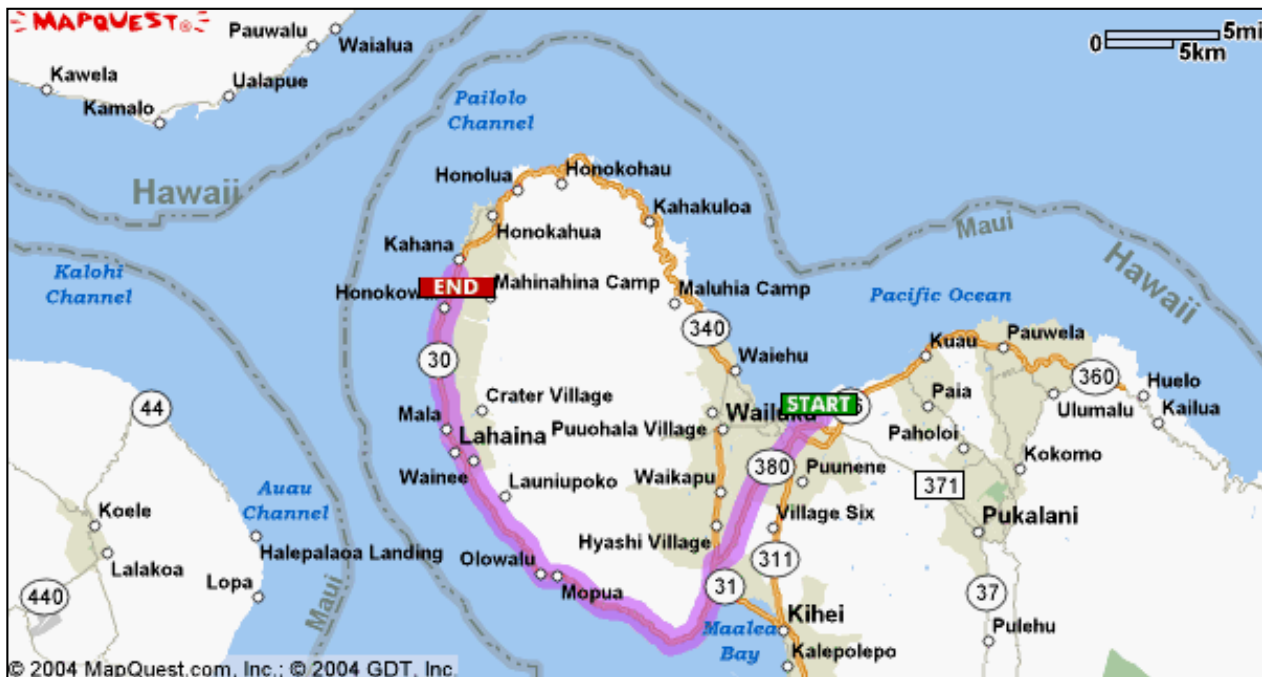 MAPQUEST®
Pauwalu
Waialua
0
5mi
5km
Kawela
Ualapue
Kamalo
Pailolo
Channel
Hawaii
Honolua
Honokohau
Kahakuloa
Honokahua
Kahana
Maui
Hawaii
Kalohi
Channel
END
Mahinahina Camp
Maluhia Camp
Pacific Ocean
340
Kuau
Pauwela
30
Waiehu
360
Huelo
44
Crater Village
START
Paia
Ulumalu
Kailua
Mala
Lahaina
Puuohala Village
Paholoi
Wainee
Waikapu
380
Puunene
Kokomo
371
Launiupoko
Auau
Channel
Koele
Village Six
Pukalani
Halepalaoa Landing
Hyashi Village
Lalakoa
Olowalu
311
Lopa
Mopua
31
37
440
Maui
Maalea
Bay
Kihei
Pulehu
Kalepolepo
© 2004 MapQuest.com, Inc.; © 2004 GDT, Inc.